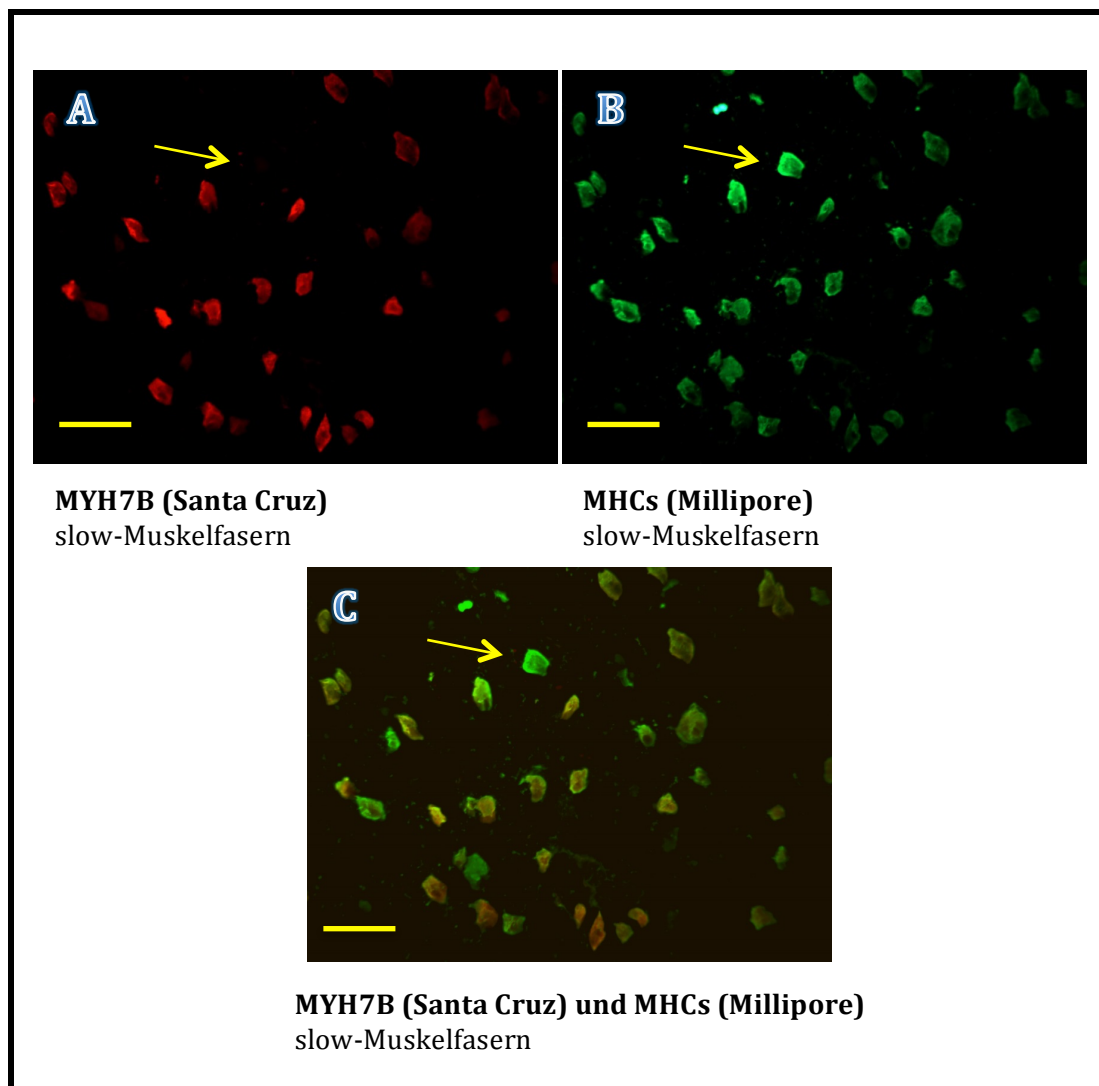 A
B
MYH7B (Santa Cruz)
slow-Muskelfasern
MHCs (Millipore)
slow-Muskelfasern
C
MYH7B (Santa Cruz) und MHCs (Millipore)
slow-Muskelfasern